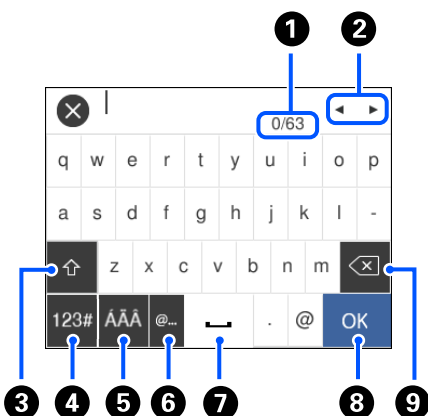 1 2
0/63
q w e r t y u i o p
a s d f g h j k l -
z x c v b n m
123# ÁÃÂ @... . @ OK
3 4 5 6 7 8 9